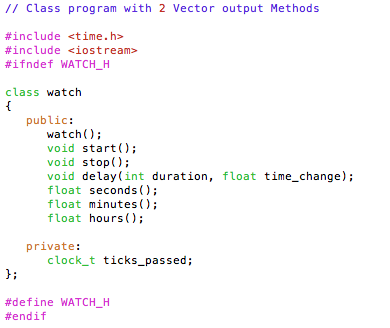 // Class program with 2 Vector output Methods
#include <time.h>
#include <iostream>
#ifndef WATCH_H
class watch
{
public:
watch();
void start();
void stop();
void delay(int duration, float time_change);
float seconds();
float minutes();
float hours();
private:
clock_t ticks_passed;
};
#define WATCH_H
#endif